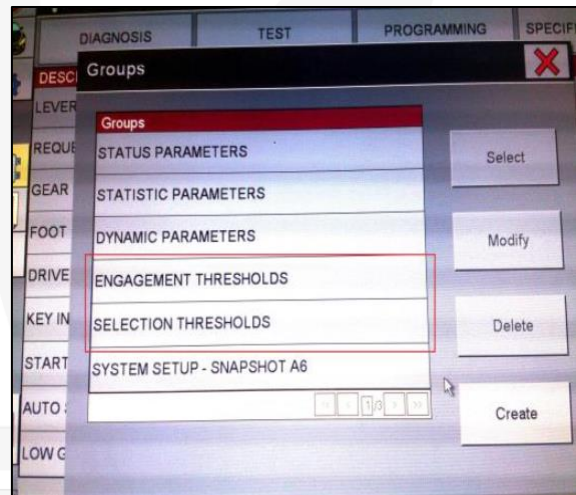 DIAGNOSIS
TEST
PROGRAMMING
SPECIF
Groups
DESC
LEVER
REQUE
GEAR
FOOT
DRIVE
KEY IN
START
AUTO
LOW G
Groups
STATUS PARAMETERS
STATISTIC PARAMETERS
DYNAMIC PARAMETERS
ENGAGEMENT THRESHOLDS
SELECTION THRESHOLDS
SYSTEM SETUP - SNAPSHOT A6
1/3
Select
Modify
Delete
Create